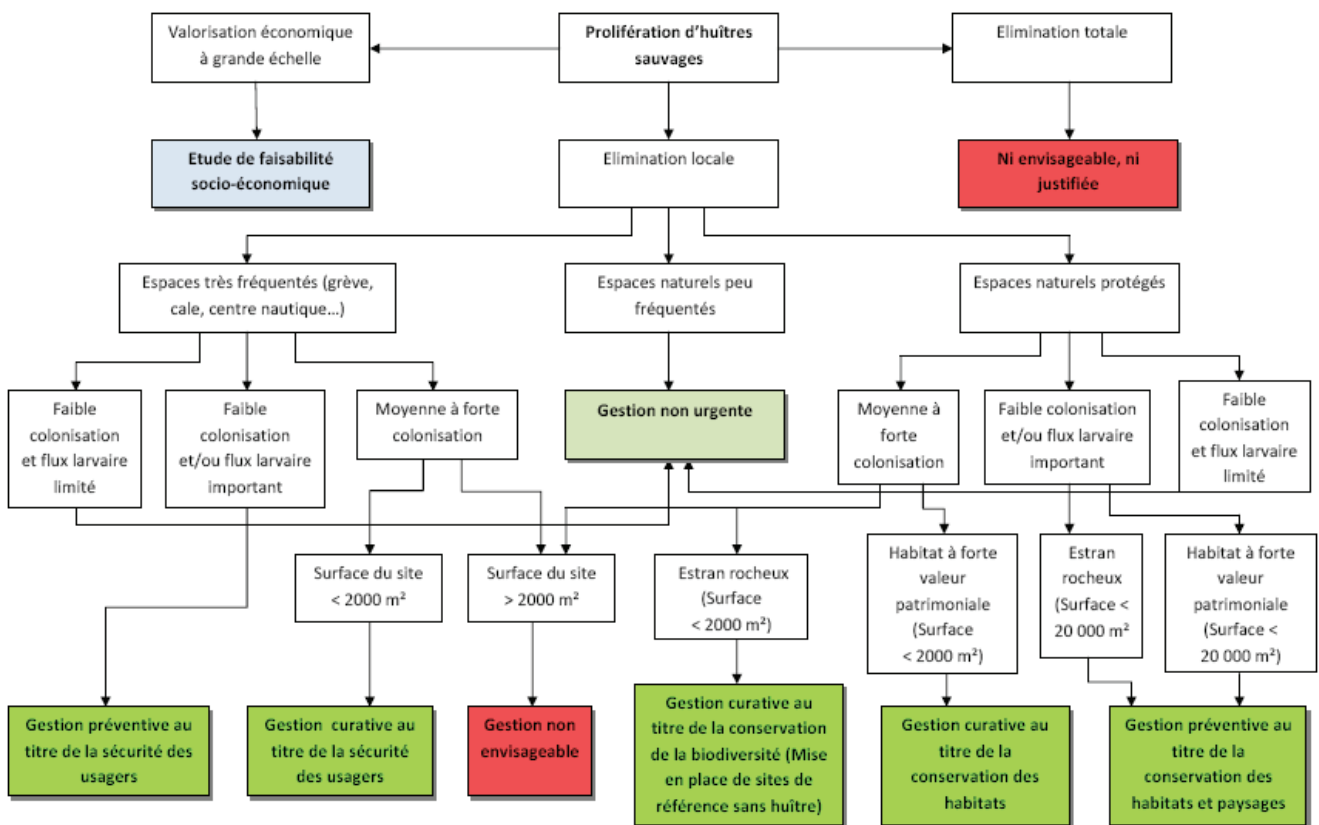 Valorisation économique
à grande échelle
Prolifération d'huîtres
sauvages
Elimination totale
Etude de faisabilité
socio-économique
Elimination locale
Ni envisageable, ni
justifiée
Espaces très fréquentés (grève,
cale, centre nautique…)
Espaces naturels peu
fréquentés
Espaces naturels protégés
Faible
colonisation
et flux larvaire
limité
Faible
colonisation
et/ou flux larvaire
important
Moyenne à forte
colonisation
Gestion non urgente
Moyenne à
forte
colonisation
Faible colonisation
et/ou flux larvaire
important
Faible
colonisation
et flux larvaire
limité
Surface du site
< 2000 m²
Surface du site
> 2000 m²
Estran rocheux
(Surface
< 2000 m²)
Habitat à forte
valeur
patrimoniale
(Surface
< 2000 m²)
Estran
rocheux
(Surface <
20 000 m²
Habitat à forte
valeur
patrimoniale
(Surface <
20 000 m²)
Gestion préventive au
titre de la sécurité des
usagers
Gestion curative au
titre de la sécurité
des usagers
Gestion non
envisageable
Gestion curative au
titre de la conservation
de la biodiversité (Mise
en place de sites de
référence sans huître)
Gestion curative au
titre de la
conservation des
habitats
Gestion préventive au
titre de la
conservation des
habitats et paysages